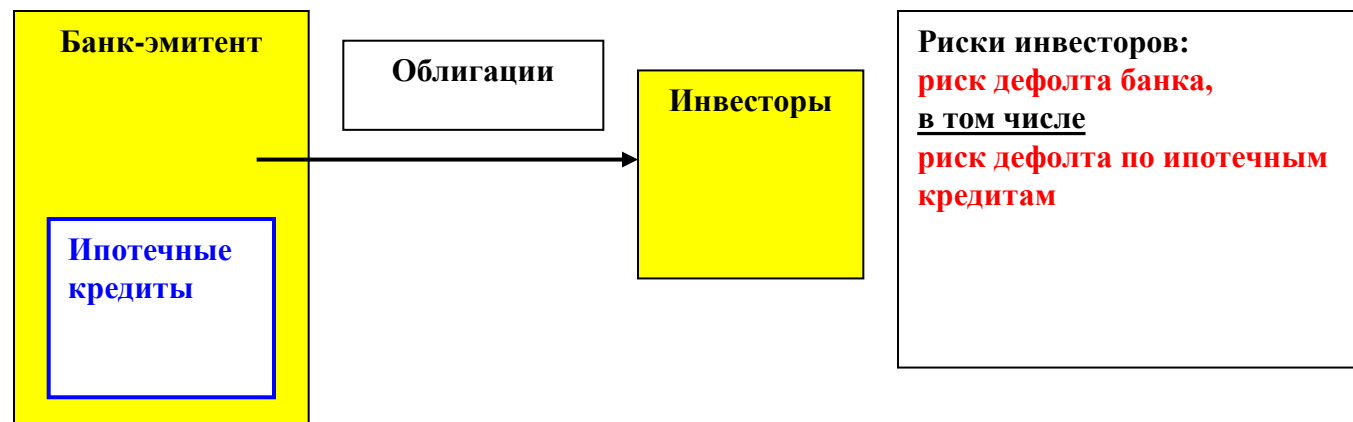 Банк-эмитент
Облигации
Инвесторы
Ипотечные
кредиты
Риски инвесторов:
риск дефолта банка,
в том числе
риск дефолта по ипотечным
кредитам